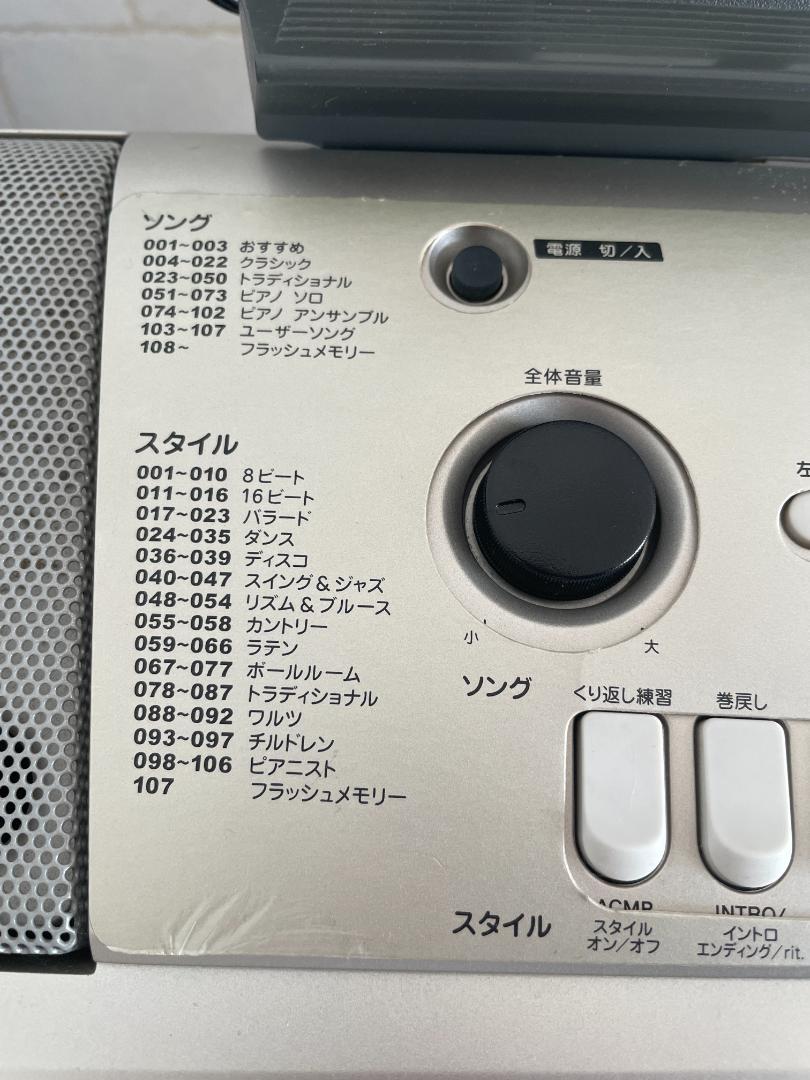 ソング
001~003 おすすめ
004~022 クラシック
023~050 トラディショナル
051~073 ピアノ ソロ
074~102 ピアノ アンサンブル
103~107 ユーザーソング
108~ フラッシュメモリー
電源 切/入
全体音量
小
大
左
スタイル
001~010 8ビート
011~016 16ビート
017~023 バラード
024~035 ダンス
036~039 ディスコ
040~047 スイング&ジャズ
048~054 リズム&ブルース
055~058 カントリー
059~066 ラテン
067~077 ボールルーム
078~087 トラディショナル
088~092 ワルツ
093~097 チルドレン
098~106 ピアニスト
107 フラッシュメモリー
ソング
くり返し練習
巻戻し
スタイル
ACMP
スタイル
オン/オフ
INTRO/
イントロ
エンディング/rit.